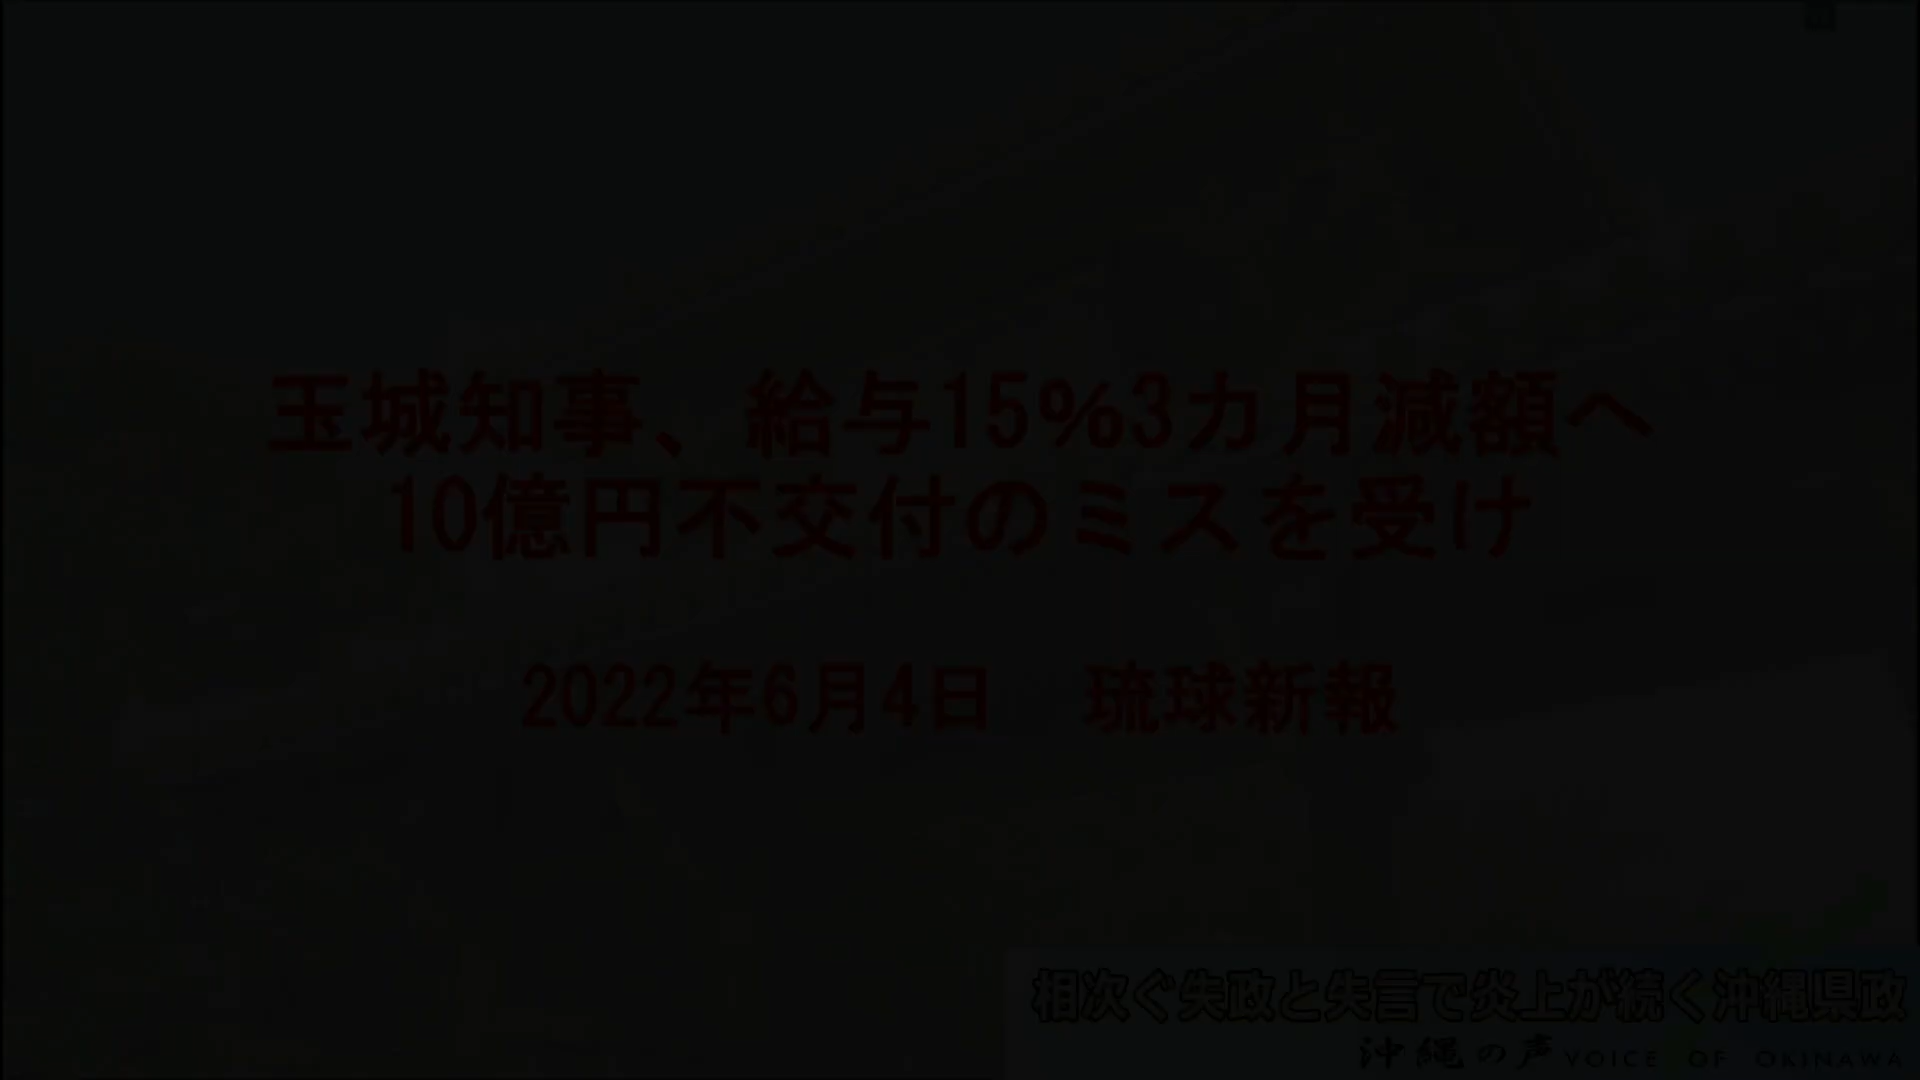 玉城知事、給与15%3カ月減額へ
10億円不交付のミスを受け
2022年6月4日　琉球新報
相次ぐ失政と失言で炎上が続く沖縄県政
沖縄の声 VOICE OF OKINAWA